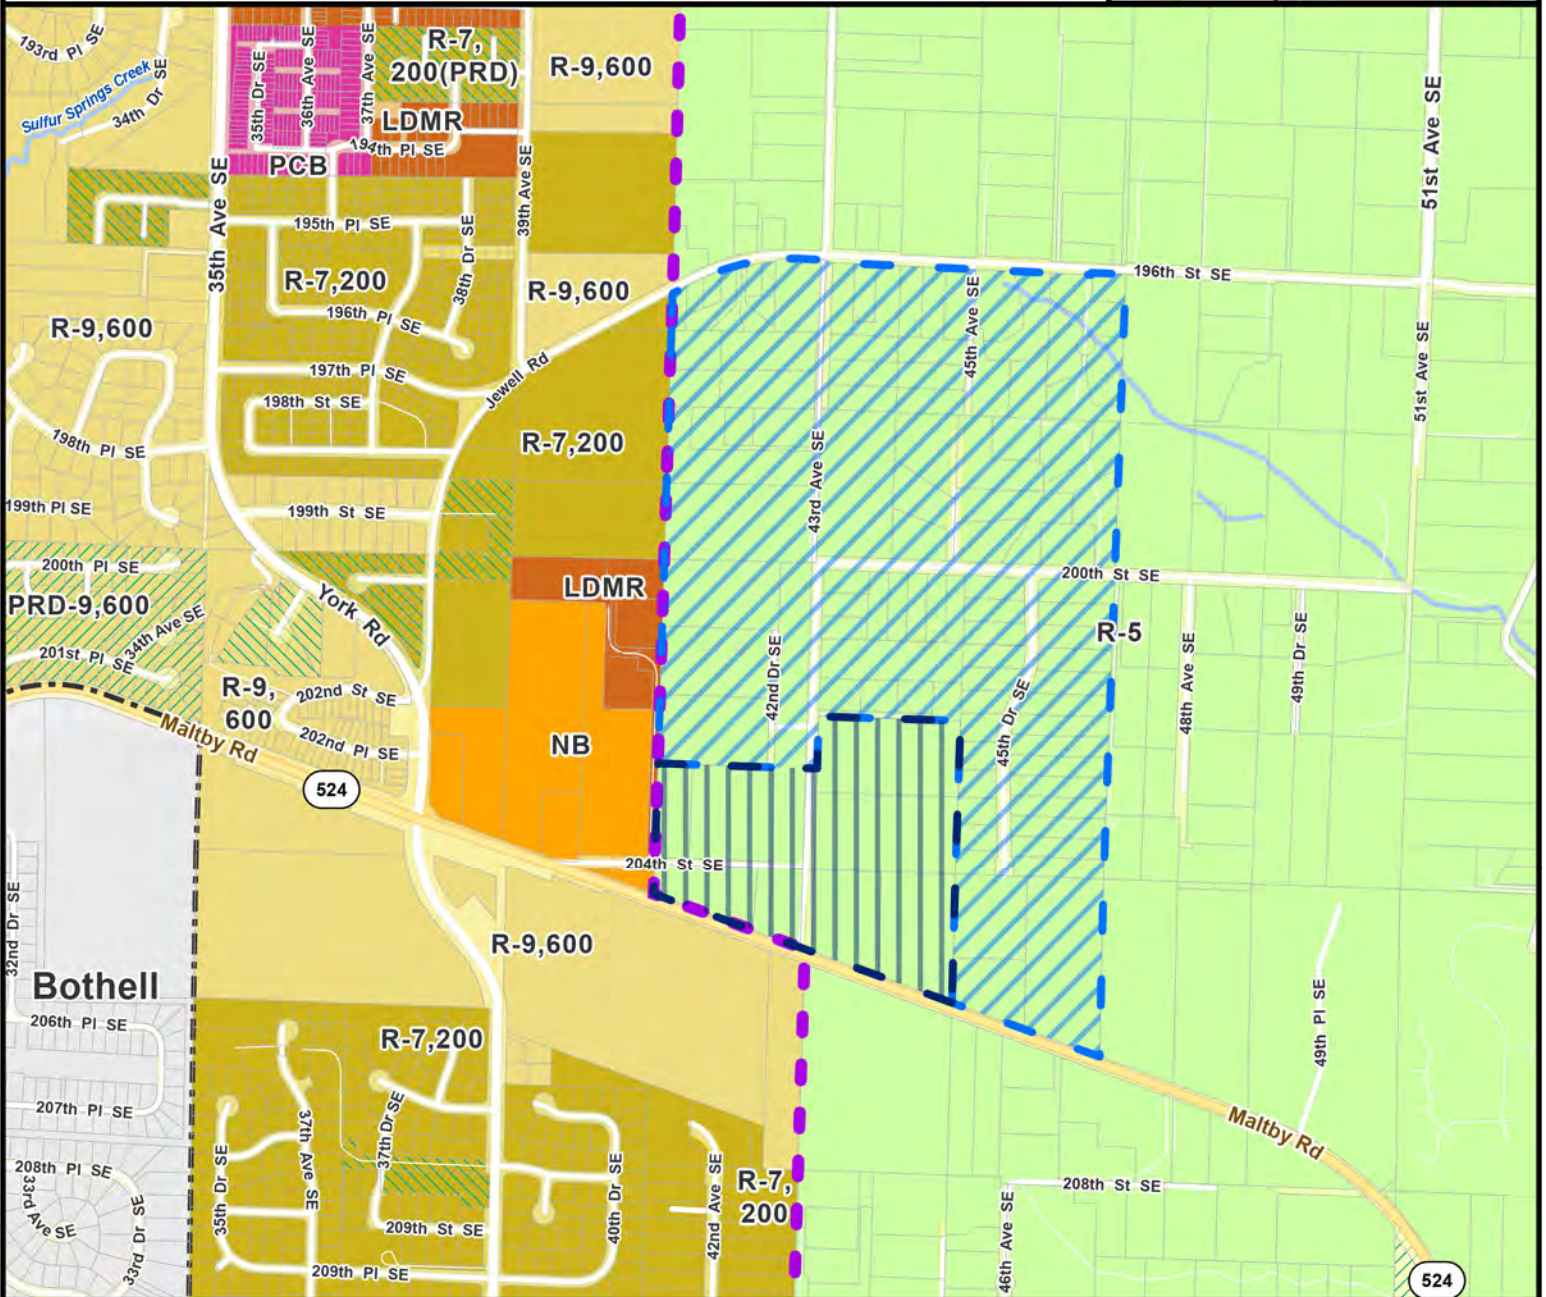 193rd Pl SE
Sulfur Springs Creek
34th Dr SE
35th Dr SE
36th Ave SE
37th Ave SE
R-7,
200(PRD)
R-9,600
LDMR
194th Pl SE
PCB
35th Ave SE
39th Ave SE
51st Ave SE
195th Pl SE
38th Dr SE
R-7,200
R-9,600
196th St SE
45th Ave SE
196th Pl SE
R-9,600
51st Ave SE
197th Pl SE
Jewell Rd
198th St SE
198th Pl SE
R-7,200
43rd Ave SE
199th Pl SE
199th St SE
200th Pl SE
200th St SE
LDMR
PRD-9,600
York Rd
34th Ave SE
R-5
201st Pl SE
42nd Dr SE
48th Ave SE
49th Dr SE
R-9,
600
202nd St SE
45th Dr SE
Maltby Rd
202nd Pl SE
NB
524
204th St SE
32nd Dr SE
R-9,600
Bothell
206th Pl SE
R-7,200
49th Pl SE
207th Pl SE
37th Ave SE
37th Dr SE
Maltby Rd
208th Pl SE
33rd Ave SE
33rd Dr SE
35th Dr SE
40th Dr SE
42nd Ave SE
R-7,
200
208th St SE
46th Ave SE
209th St SE
209th Pl SE
524